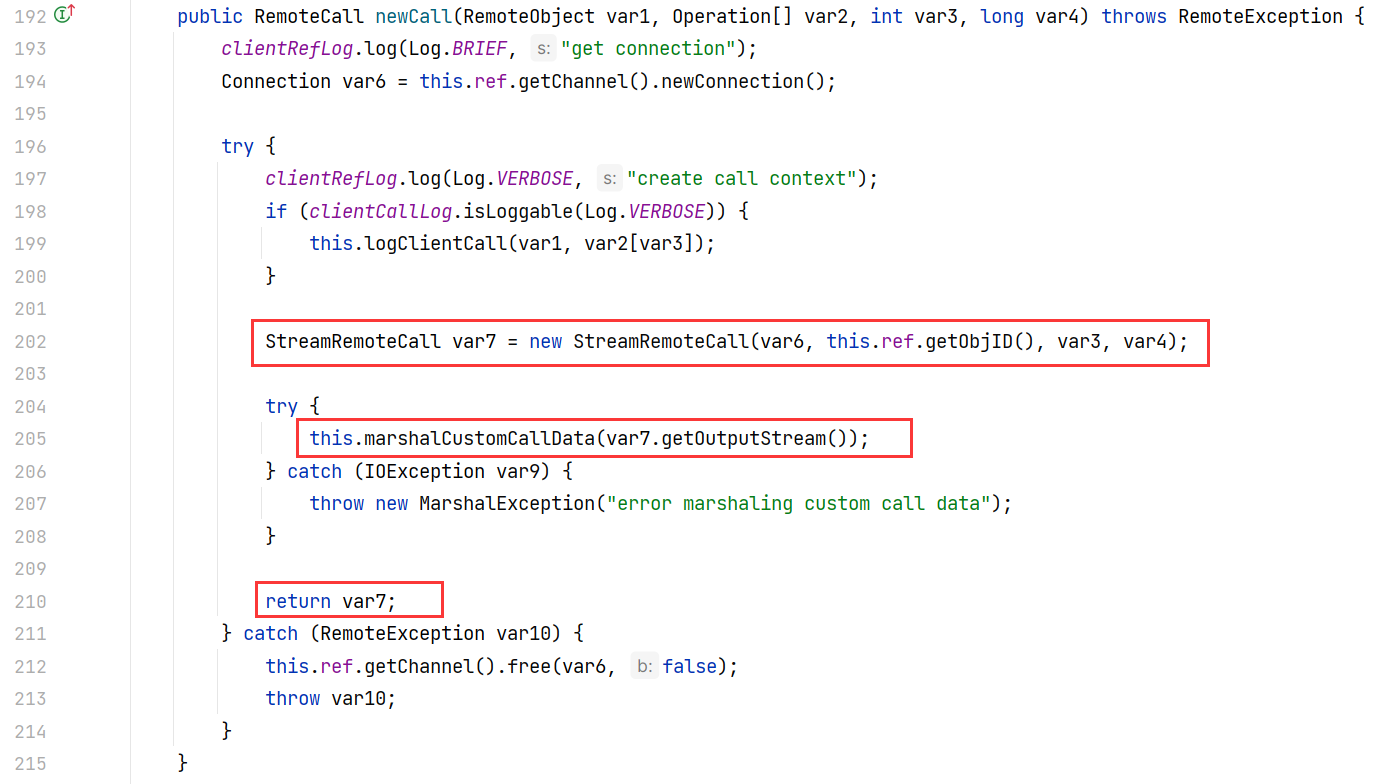 192 public RemoteCall newCall(RemoteObject var1, Operation[] var2, int var3, long var4) throws RemoteException {
193 clientRefLog.log(Log.BRIEF, s: "get connection");
194 Connection var6 = this.ref.getChannel().newConnection();
195
196 try {
197 clientRefLog.log(Log.VERBOSE, s: "create call context");
198 if (clientCallLog.isLoggable(Log.VERBOSE)) {
199 this.logClientCall(var1, var2[var3]);
200 }
201
202 StreamRemoteCall var7 = new StreamRemoteCall(var6, this.ref.getObjID(), var3, var4);
203
204 try {
205 this.marshalCustomCallData(var7.getOutputStream());
206 } catch (IOException var9) {
207 throw new MarshalException("error marshaling custom call data");
208 }
209
210 return var7;
211 } catch (RemoteException var10) {
212 this.ref.getChannel().free(var6, b: false);
213 throw var10;
214 }
215 }